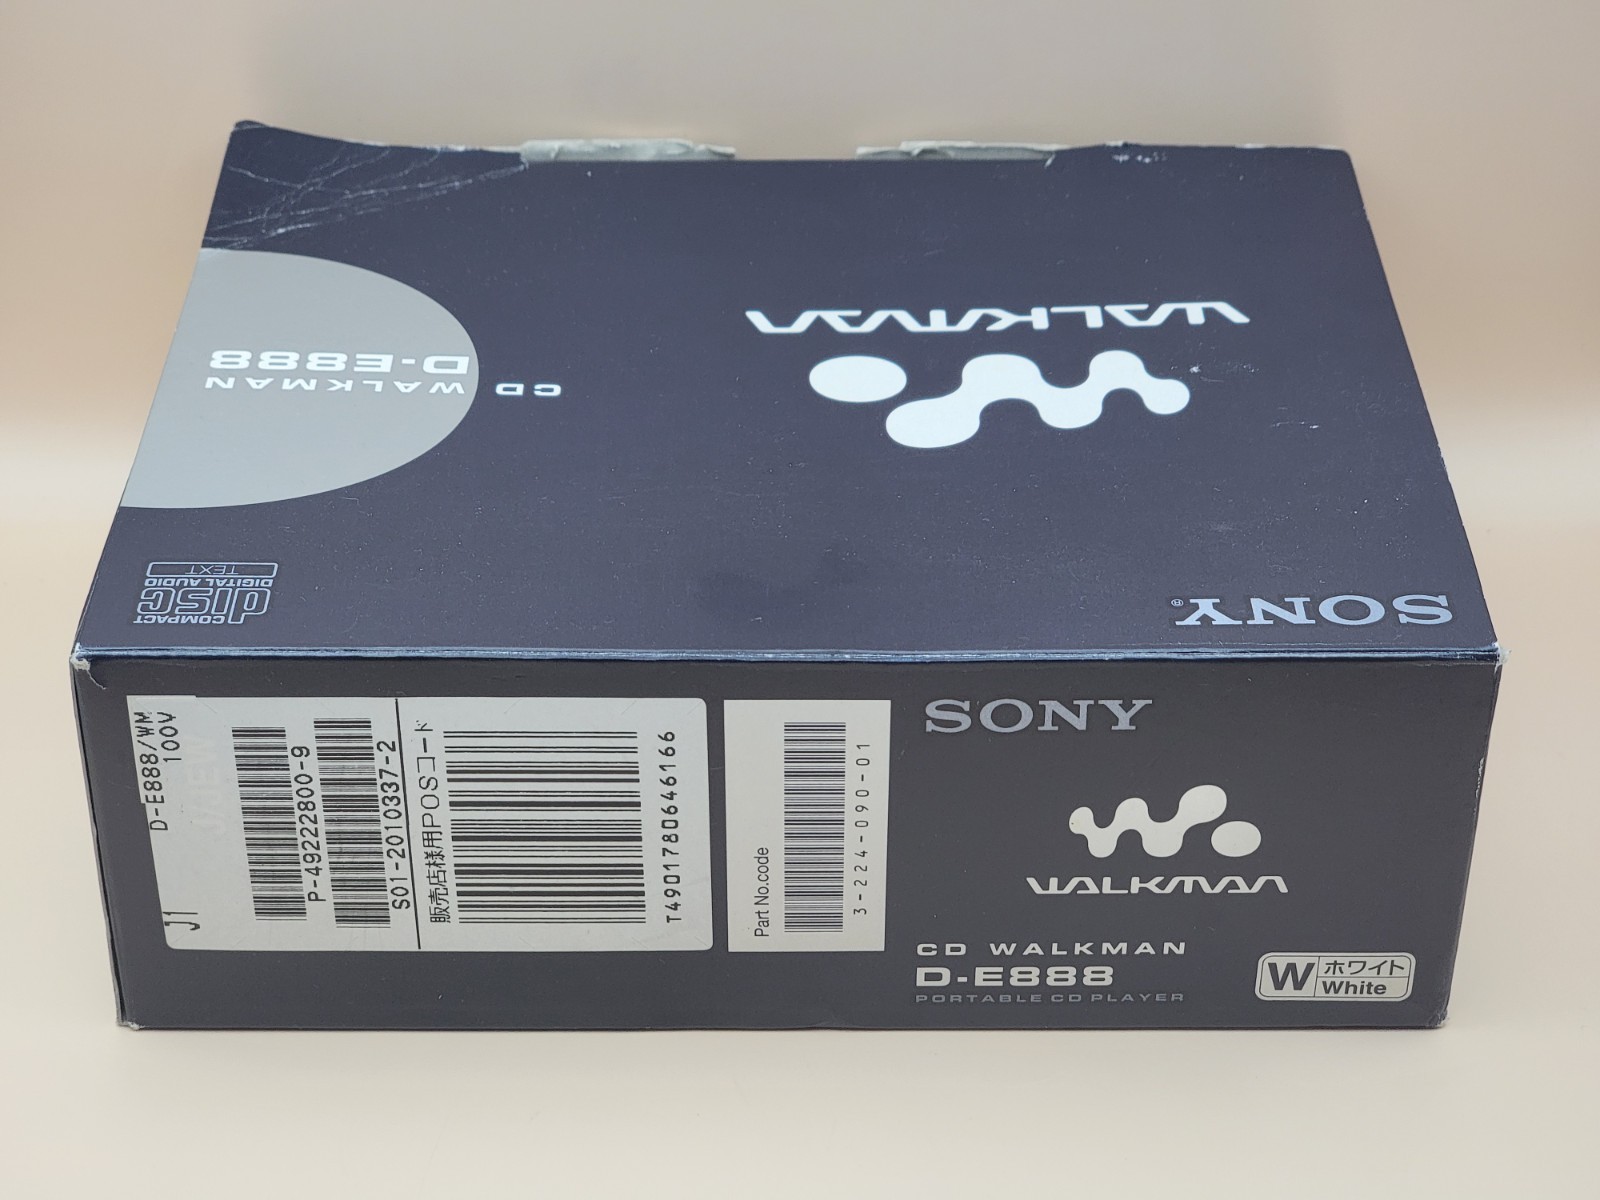 WALKMAN
CD WALKMAN
D-E888
COMPACT
disc
DIGITAL AUDIO
TEXT
SONY®
D-E888/WM
100V
J1
P-49222800-9
S01-2010337-2
販売店様用POSコード
T4901780646166
Part No.code
3-224-090-01
SONY
WALKMAN
CD WALKMAN
D-E888
PORTABLE CD PLAYER
W ホワイト
White